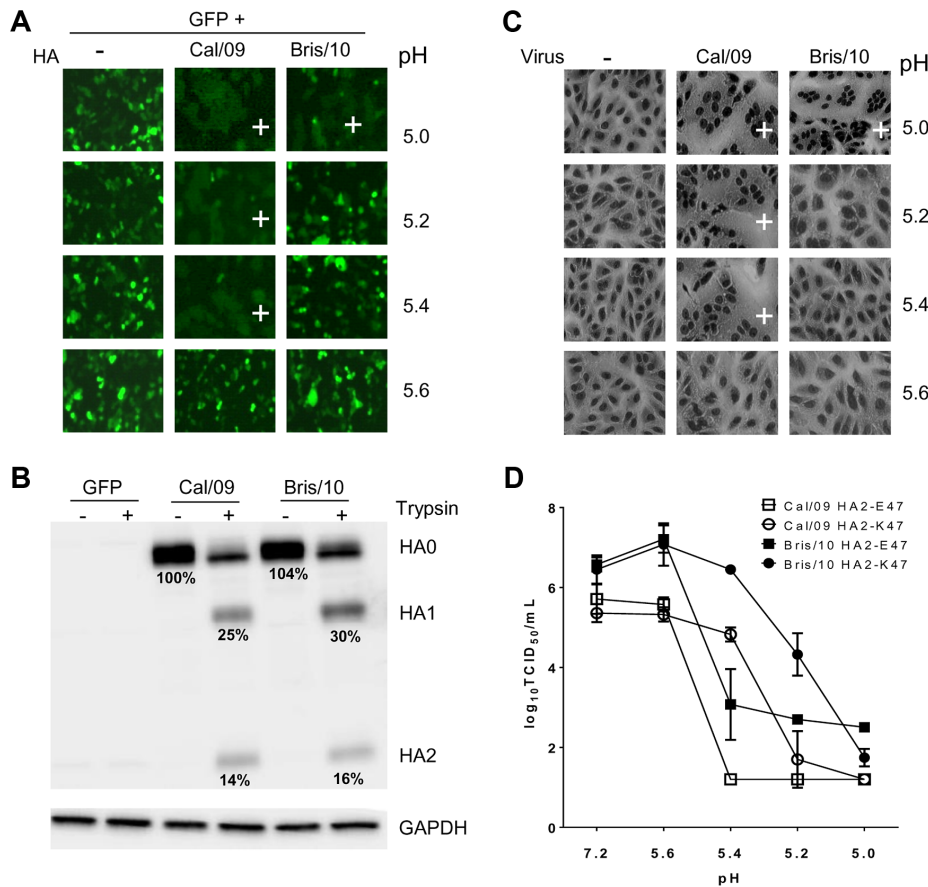 A
GFP +
HA - Cal/09 Bris/10 pH
+ + 5.0
+ 5.2
+ 5.4
5.6
B
GFP Cal/09 Bris/10
- + - + - + Trypsin
HA0
100% 104%
HA1
25% 30%
HA2
14% 16%
GAPDH
C
Virus - Cal/09 Bris/10 pH
+ + 5.0
+ 5.2
+ 5.4
5.6
D
Cal/09 HA2-E47
Cal/09 HA2-K47
Bris/10 HA2-E47
Bris/10 HA2-K47
log10TCID50/mL
8
6
4
2
0
7.2 5.6 5.4 5.2 5.0
pH